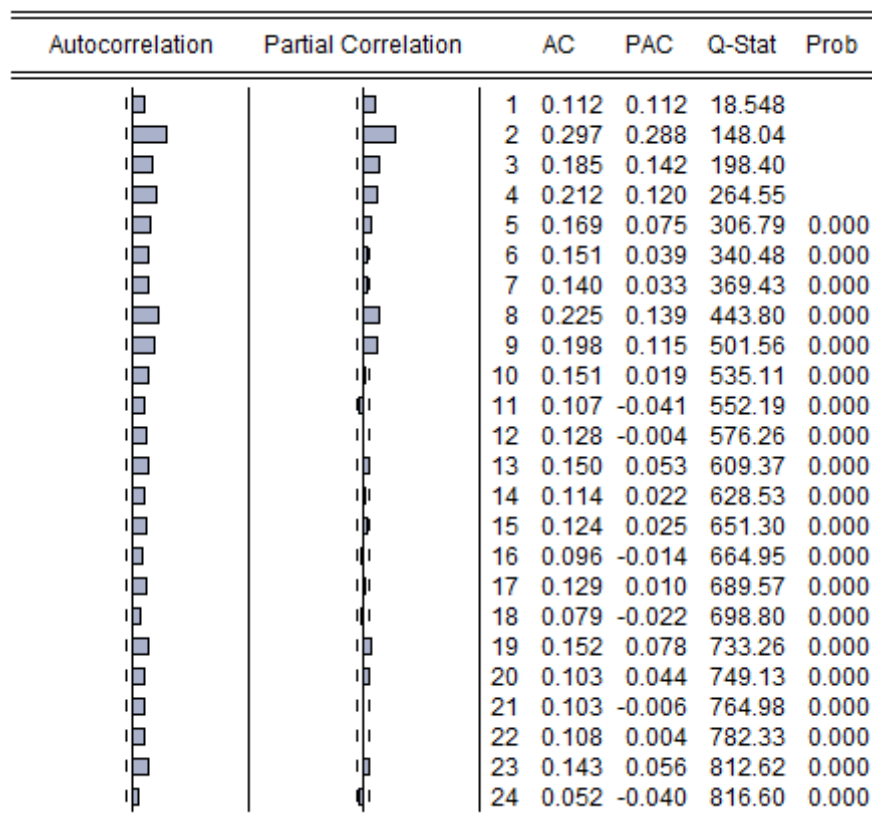 Autocorrelation Partial Correlation AC PAC Q-Stat Prob
1 0.112 0.112 18.548
2 0.297 0.288 148.04
3 0.185 0.142 198.40
4 0.212 0.120 264.55
5 0.169 0.075 306.79 0.000
6 0.151 0.039 340.48 0.000
7 0.140 0.033 369.43 0.000
8 0.225 0.139 443.80 0.000
9 0.198 0.115 501.56 0.000
10 0.151 0.019 535.11 0.000
11 0.107 -0.041 552.19 0.000
12 0.128 -0.004 576.26 0.000
13 0.150 0.053 609.37 0.000
14 0.114 0.022 628.53 0.000
15 0.124 0.025 651.30 0.000
16 0.096 -0.014 664.95 0.000
17 0.129 0.010 689.57 0.000
18 0.079 -0.022 698.80 0.000
19 0.152 0.078 733.26 0.000
20 0.103 0.044 749.13 0.000
21 0.103 -0.006 764.98 0.000
22 0.108 0.004 782.33 0.000
23 0.143 0.056 812.62 0.000
24 0.052 -0.040 816.60 0.000